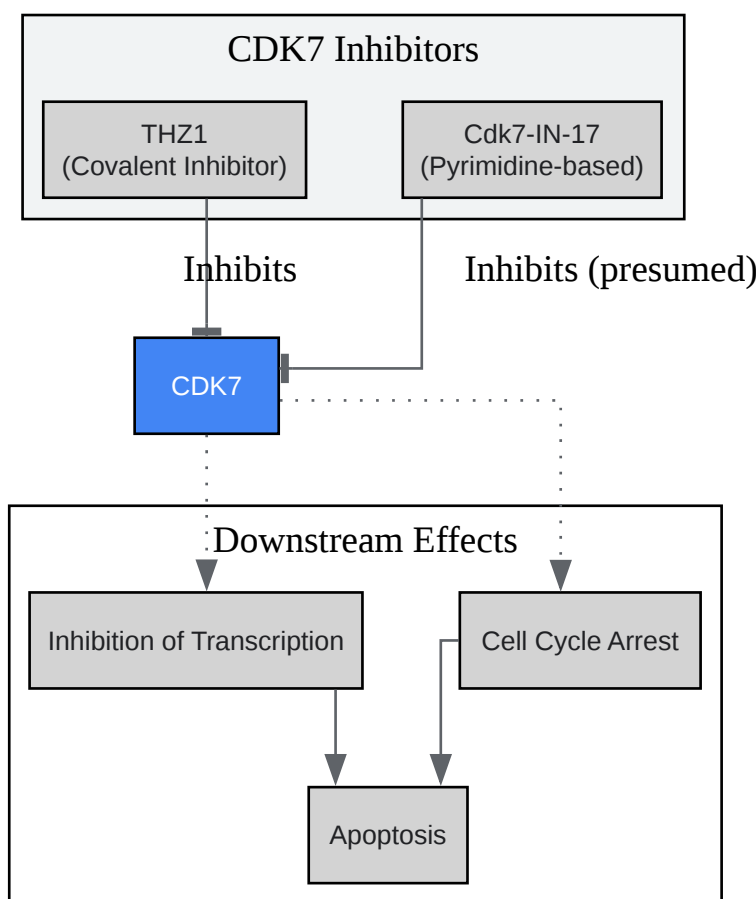 CDK7 Inhibitors
THZ1
(Covalent Inhibitor)
Cdk7-IN-17
(Pyrimidine-based)
Inhibits
Inhibits (presumed)
CDK7
Downstream Effects
Inhibition of Transcription
Cell Cycle Arrest
Apoptosis